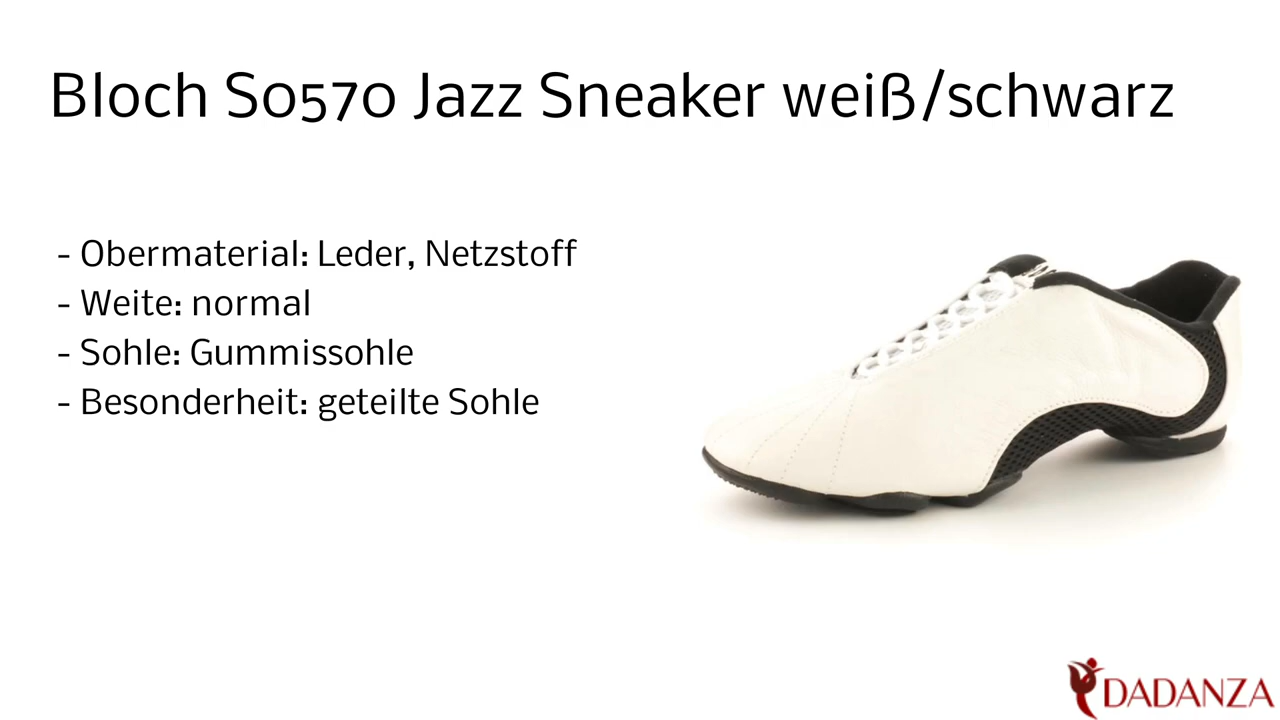 Bloch S0570 Jazz Sneaker weiß/schwarz
- Obermaterial: Leder, Netzstoff
- Weite: normal
- Sohle: Gummissohle
- Besonderheit: geteilte Sohle
DADANZA